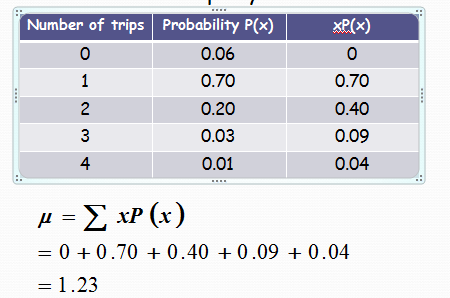 Number of trips Probability P(x) xP(x)
0 0.06 0
1 0.70 0.70
2 0.20 0.40
3 0.03 0.09
4 0.01 0.04
μ = ∑ xP (x)
= 0 + 0.70 + 0.40 + 0.09 + 0.04
= 1.23